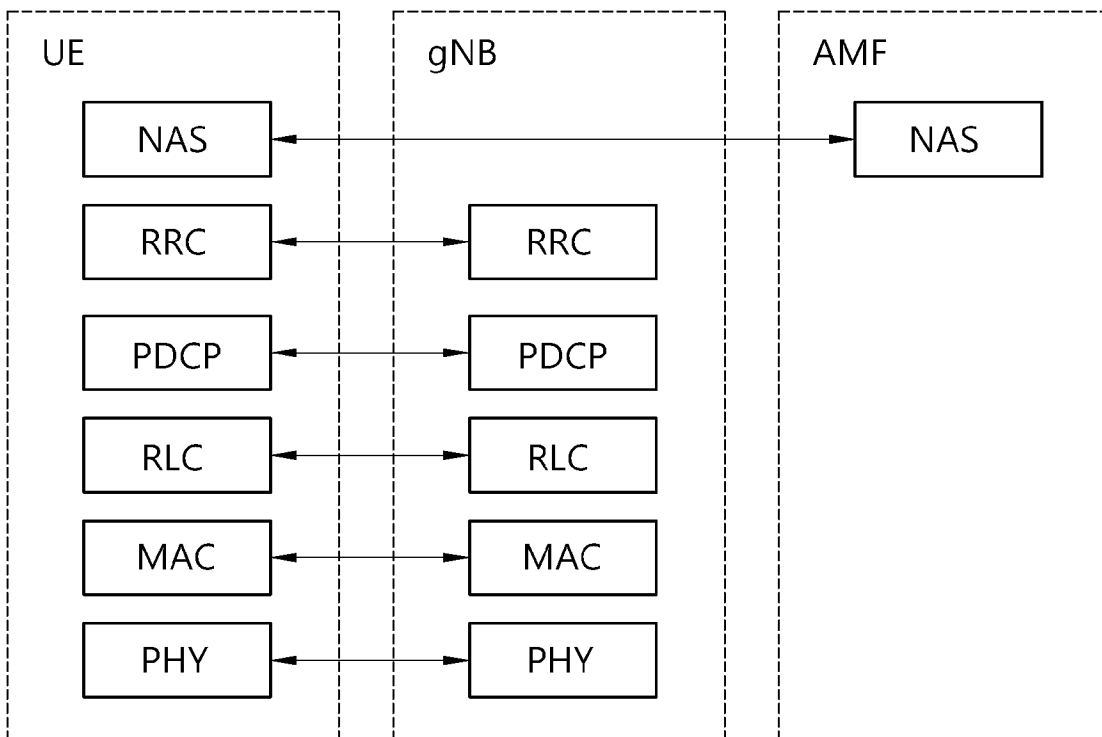 UE gNB AMF
NAS NAS
RRC RRC
PDCP PDCP
RLC RLC
MAC MAC
PHY PHY